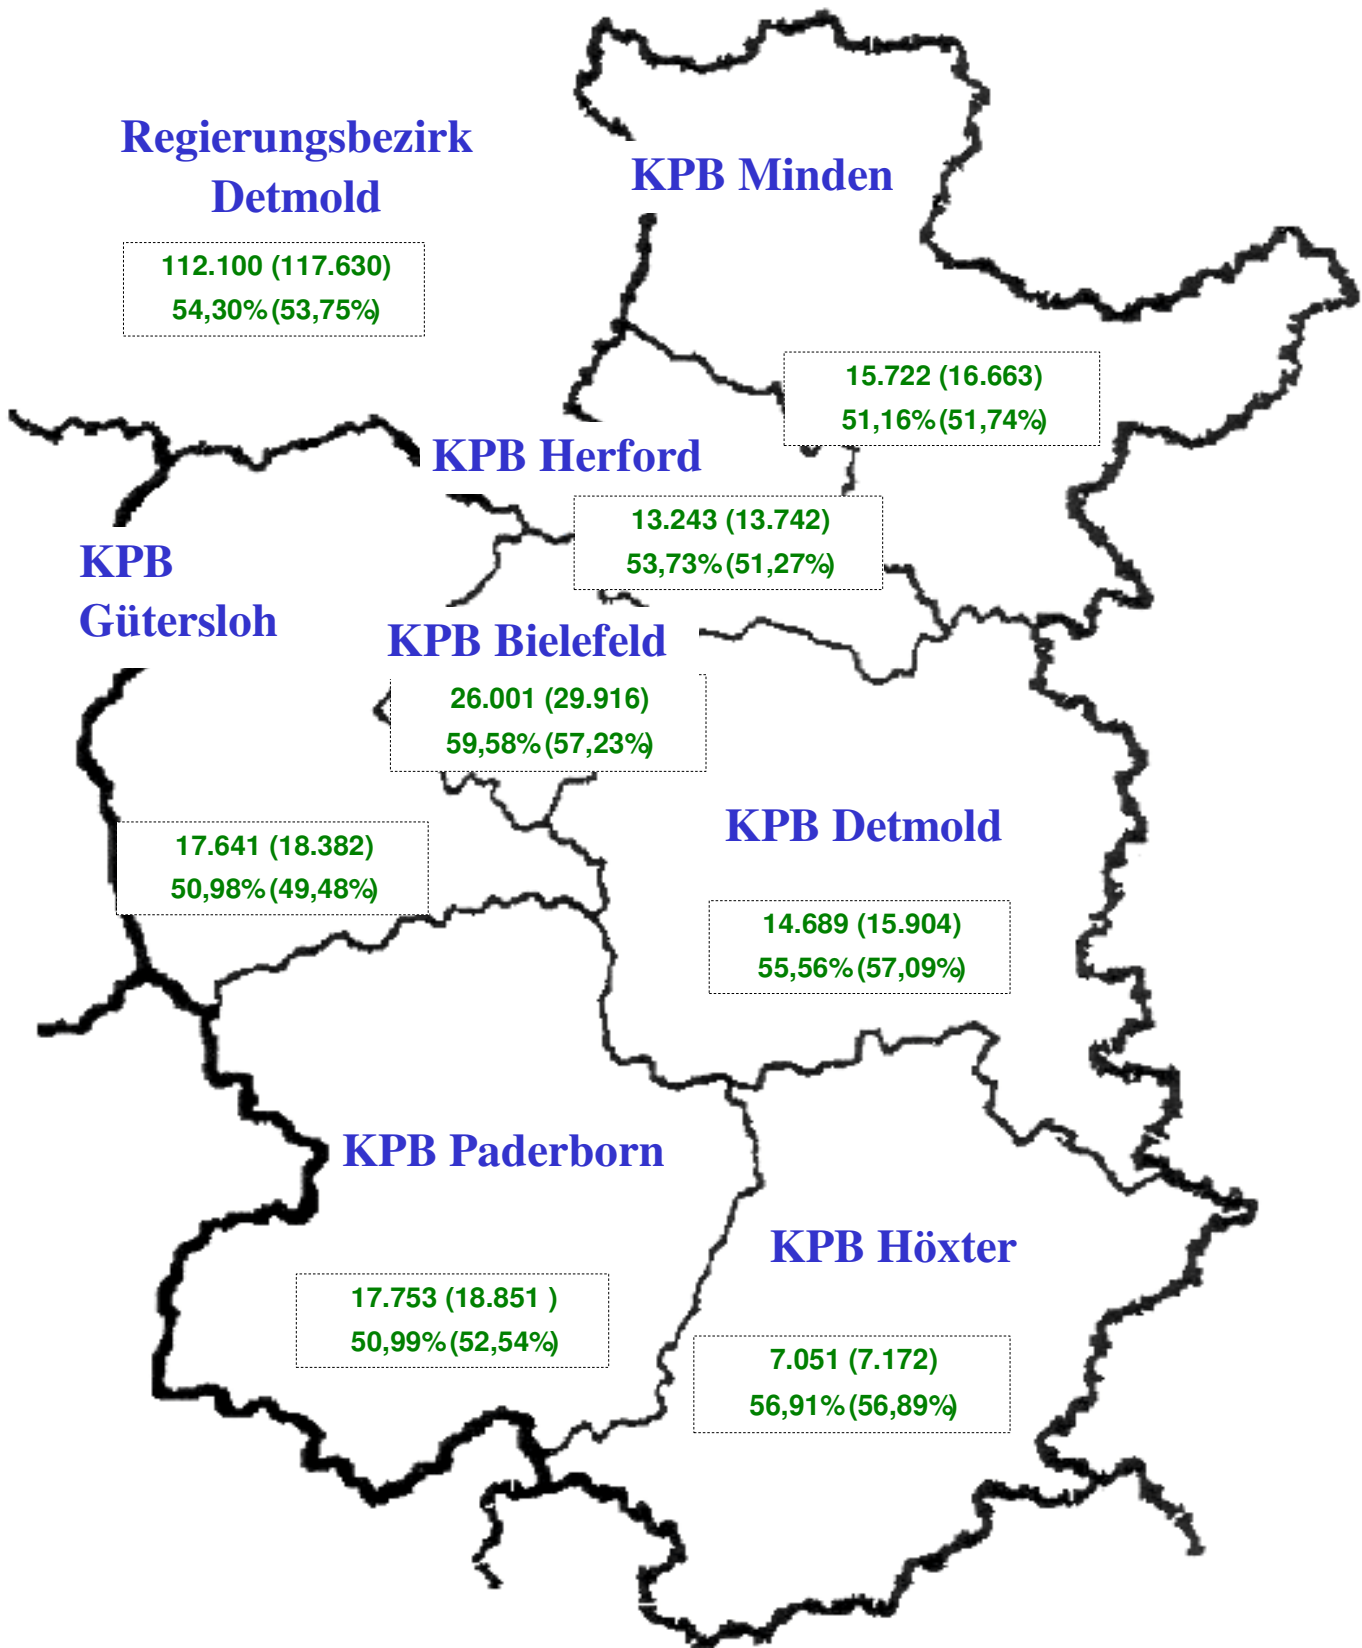 Regierungsbezirk
Detmold
112.100 (117.630)
54,30% (53,75%)
KPB Minden
15.722 (16.663)
51,16% (51,74%)
KPB Herford
13.243 (13.742)
53,73% (51,27%)
KPB
Gütersloh
17.641 (18.382)
50,98% (49,48%)
KPB Bielefeld
26.001 (29.916)
59,58% (57,23%)
KPB Detmold
14.689 (15.904)
55,56% (57,09%)
KPB Paderborn
17.753 (18.851 )
50,99% (52,54%)
KPB Höxter
7.051 (7.172)
56,91% (56,89%)